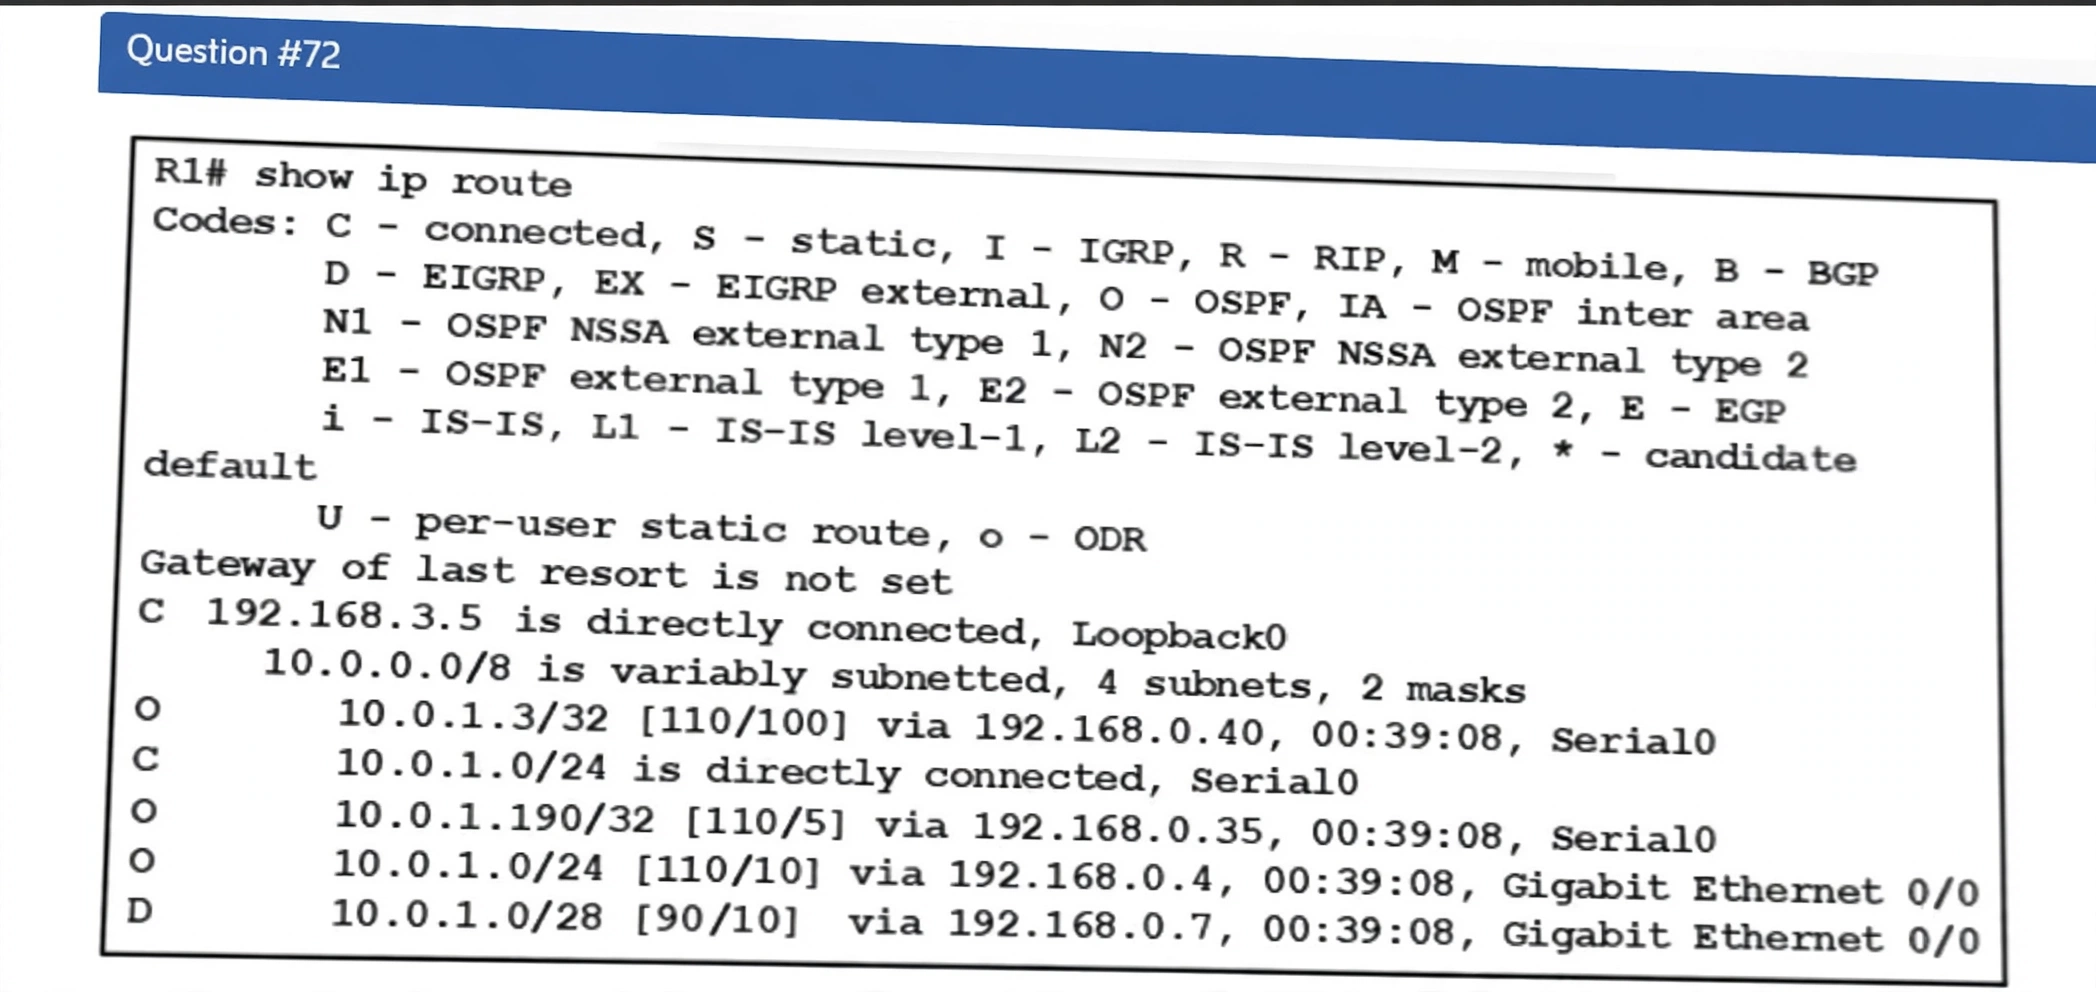 Question #72
R1# show ip route
Codes: C - connected, S - static, I - IGRP, R - RIP, M - mobile, B - BGP
D - EIGRP, EX - EIGRP external, O - OSPF, IA - OSPF inter area
N1 - OSPF NSSA external type 1, N2 - OSPF NSSA external type 2
E1 - OSPF external type 1, E2 - OSPF external type 2, E - EGP
i - IS-IS, L1 - IS-IS level-1, L2 - IS-IS level-2, * - candidate
default
U - per-user static route, o - ODR
Gateway of last resort is not set
C 192.168.3.5 is directly connected, Loopback0
10.0.0.0/8 is variably subnetted, 4 subnets, 2 masks
O 10.0.1.3/32 [110/100] via 192.168.0.40, 00:39:08, Serial0
C 10.0.1.0/24 is directly connected, Serial0
O 10.0.1.190/32 [110/5] via 192.168.0.35, 00:39:08, Serial0
O 10.0.1.0/24 [110/10] via 192.168.0.4, 00:39:08, Gigabit Ethernet 0/0
D 10.0.1.0/28 [90/10] via 192.168.0.7, 00:39:08, Gigabit Ethernet 0/0